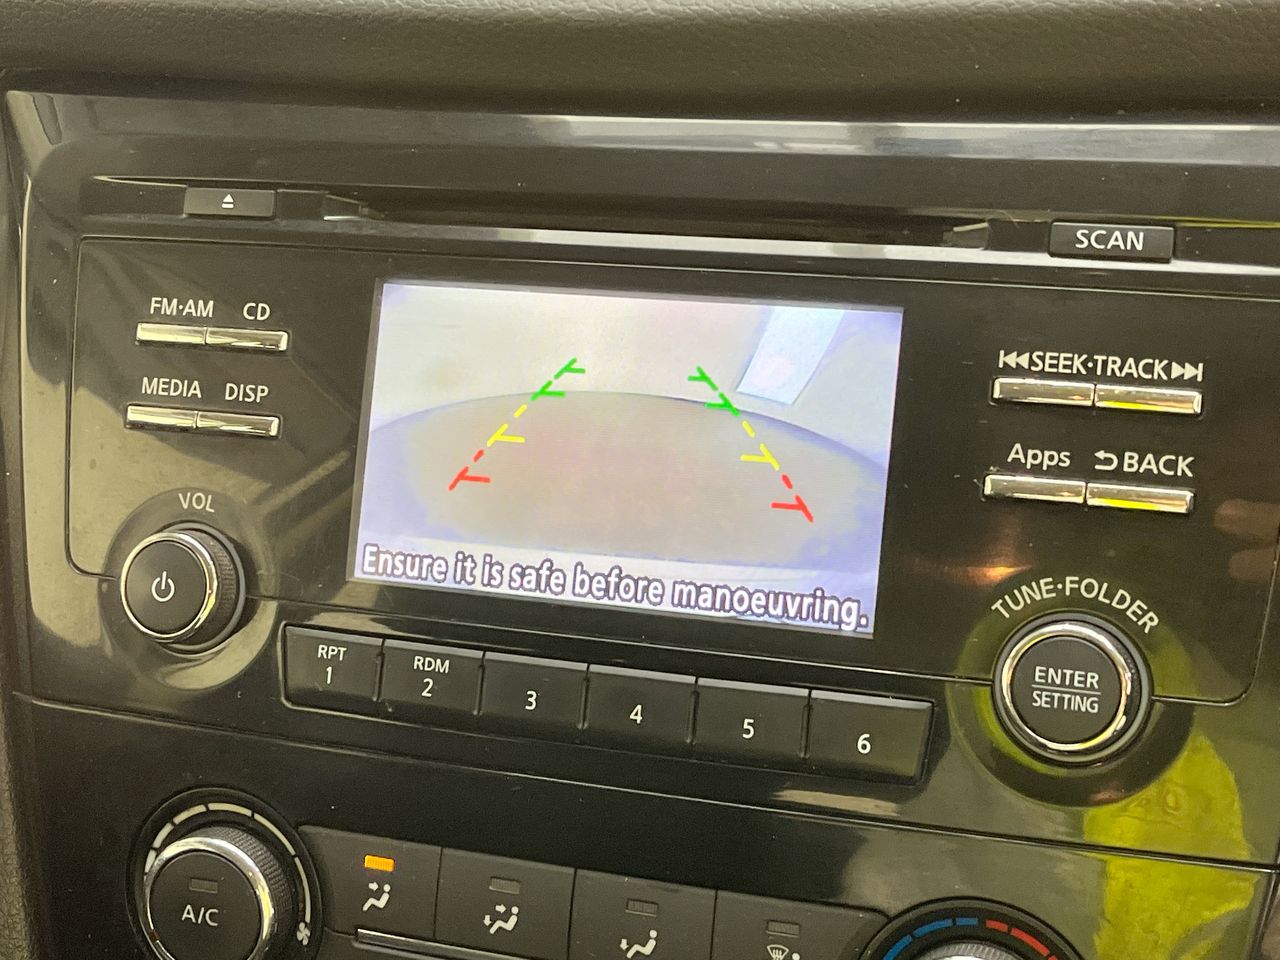 SCAN
FM·AM CD
MEDIA DISP
SEEK·TRACK
Apps BACK
VOL
Ensure it is safe before manoeuvring.
TUNE·FOLDER
ENTER
SETTING
RPT
1
RDM
2
3
4
5
6
A/C